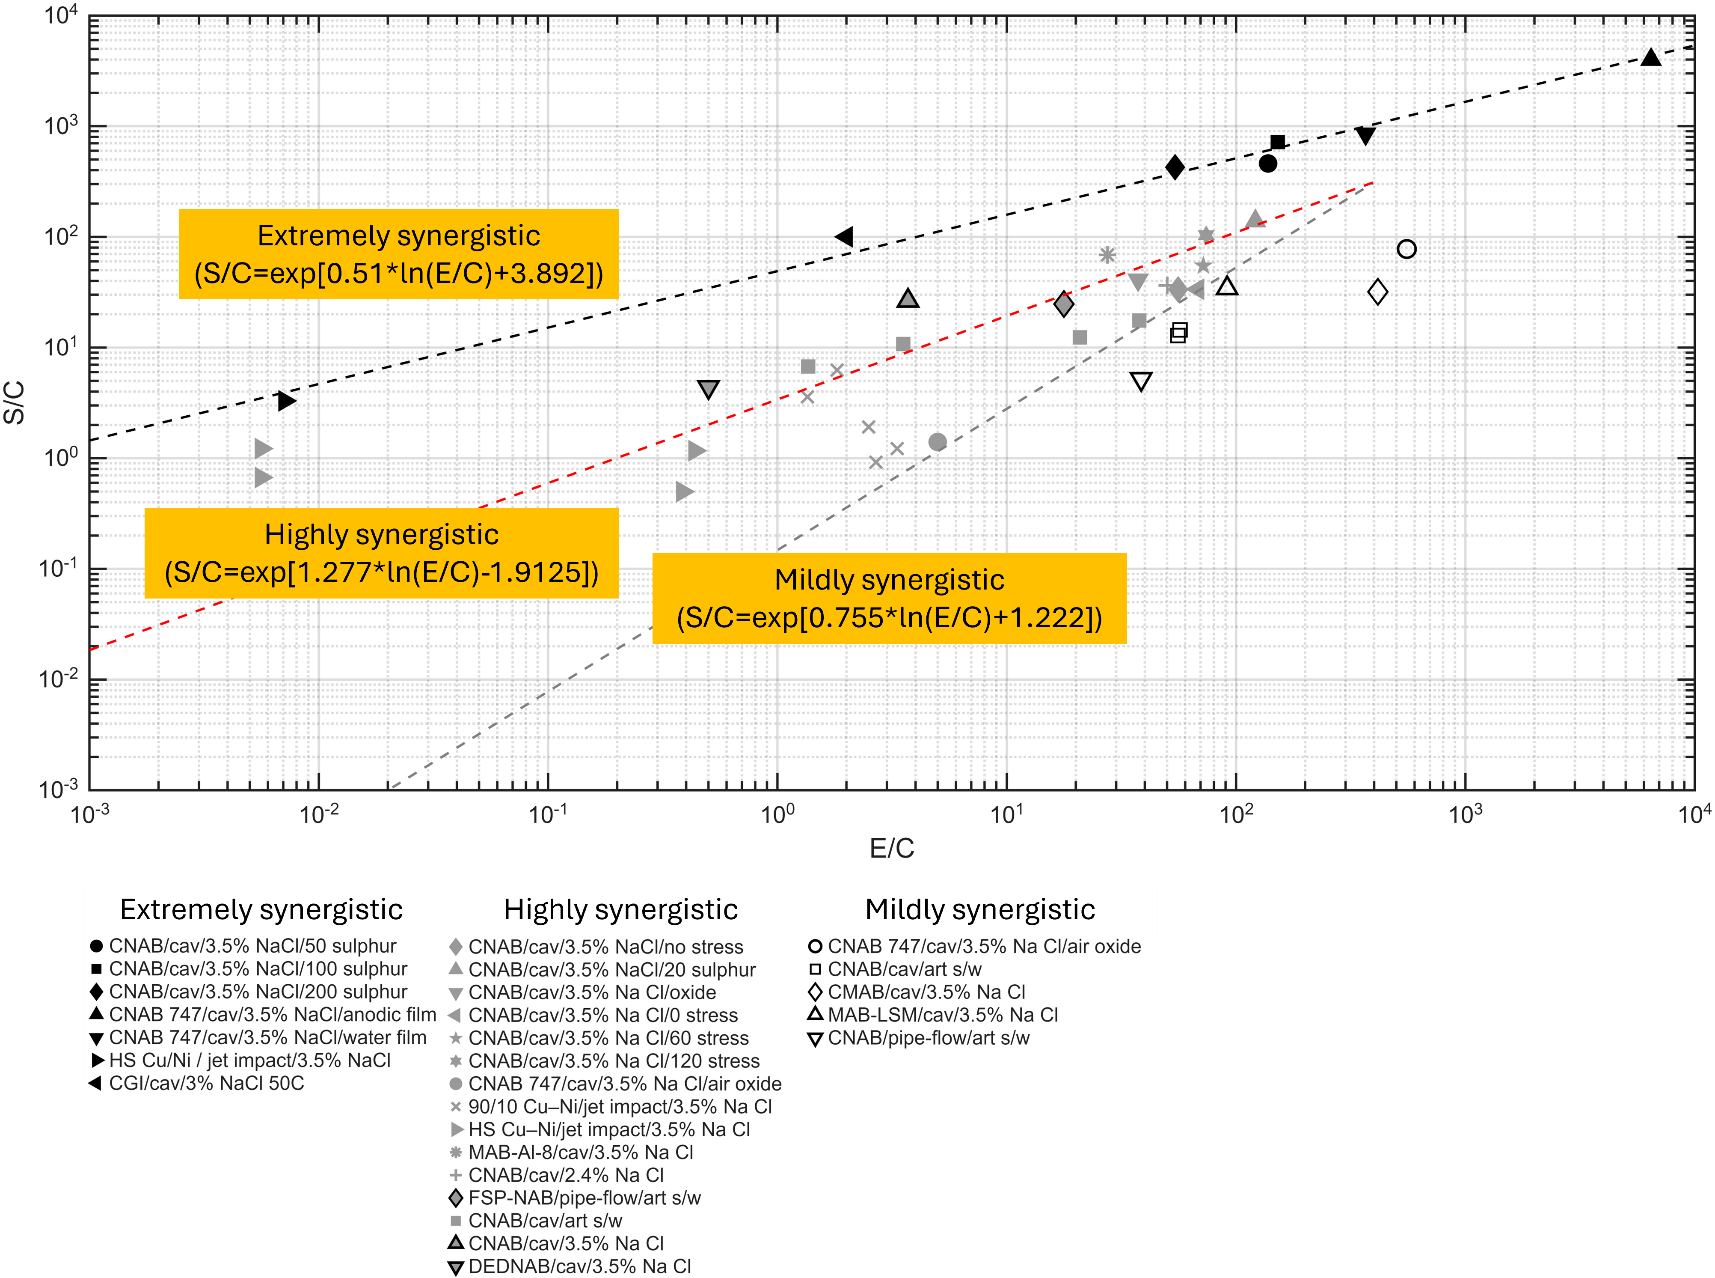 10^4
10^3
10^2
10^1
10^0
10^-1
10^-2
10^-3
S/C
Extremely synergistic
(S/C=exp[0.51*ln(E/C)+3.892])
Highly synergistic
(S/C=exp[1.277*ln(E/C)-1.9125])
Mildly synergistic
(S/C=exp[0.755*ln(E/C)+1.222])
10^-3 10^-2 10^-1 10^0 10^1 10^2 10^3 10^4
E/C
Extremely synergistic
CNAB/cav/3.5% NaCl/50 sulphur
CNAB/cav/3.5% NaCl/100 sulphur
CNAB/cav/3.5% NaCl/200 sulphur
CNAB 747/cav/3.5% NaCl/anodic film
CNAB 747/cav/3.5% NaCl/water film
HS Cu/Ni / jet impact/3.5% NaCl
CGI/cav/3% NaCl 50C
Highly synergistic
CNAB/cav/3.5% NaCl/no stress
CNAB/cav/3.5% NaCl/20 sulphur
CNAB/cav/3.5% Na Cl/oxide
CNAB/cav/3.5% Na Cl/0 stress
CNAB/cav/3.5% Na Cl/60 stress
CNAB/cav/3.5% Na Cl/120 stress
CNAB 747/cav/3.5% Na Cl/air oxide
90/10 Cu–Ni/jet impact/3.5% Na Cl
HS Cu–Ni/jet impact/3.5% Na Cl
MAB-Al-8/cav/3.5% Na Cl
CNAB/cav/2.4% Na Cl
FSP-NAB/pipe-flow/art s/w
CNAB/cav/art s/w
CNAB/cav/3.5% Na Cl
DEDNAB/cav/3.5% Na Cl
Mildly synergistic
CNAB 747/cav/3.5% Na Cl/air oxide
CNAB/cav/art s/w
CMAB/cav/3.5% Na Cl
MAB-LSM/cav/3.5% Na Cl
CNAB/pipe-flow/art s/w